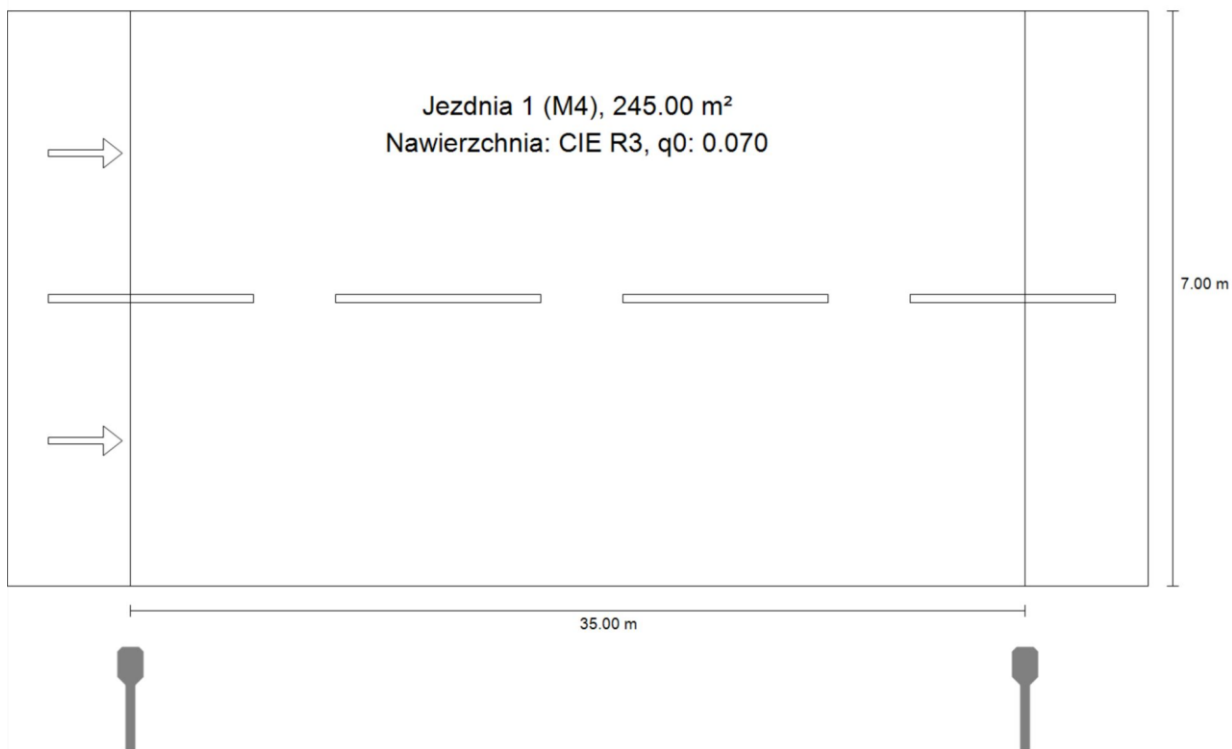 Jezdnia 1 (M4), 245.00 m²
Nawierzchnia: CIE R3, q0: 0.070
7.00 m
35.00 m